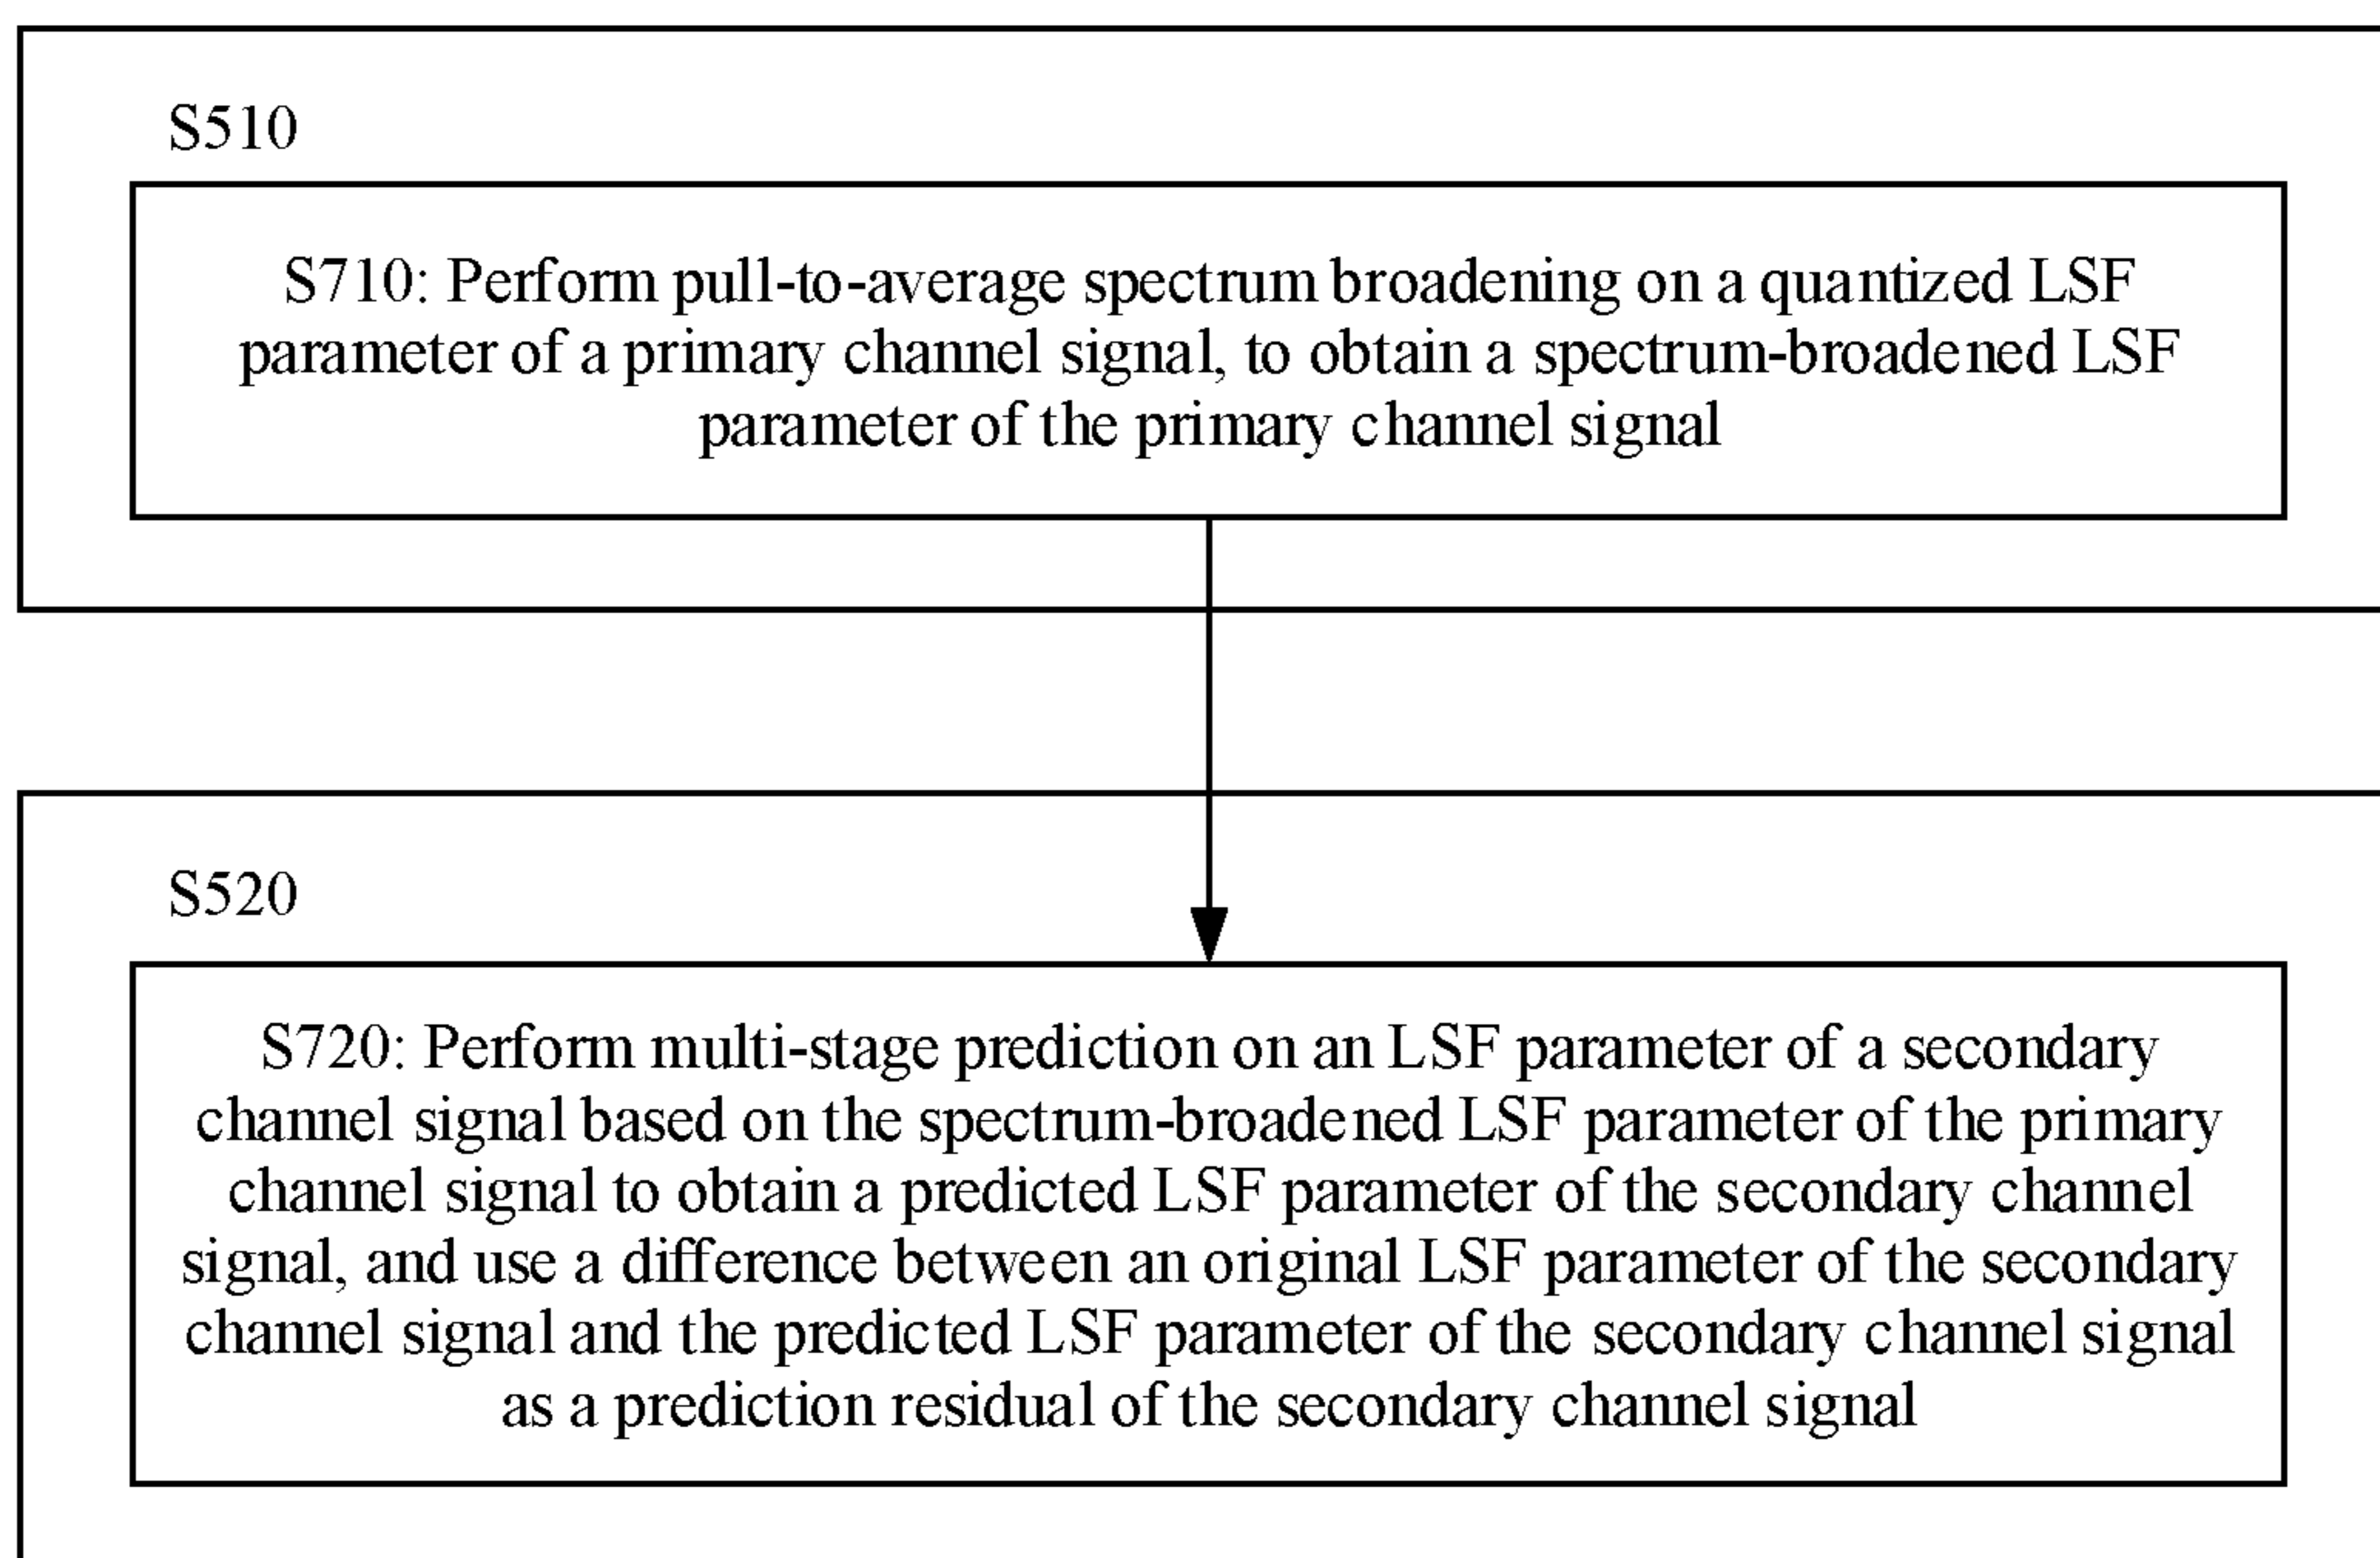 S510
S710: Perform pull-to-average spectrum broadening on a quantized LSF
parameter of a primary channel signal, to obtain a spectrum-broadened LSF
parameter of the primary channel signal
S520
S720: Perform multi-stage prediction on an LSF parameter of a secondary
channel signal based on the spectrum-broadened LSF parameter of the primary
channel signal to obtain a predicted LSF parameter of the secondary channel
signal, and use a difference between an original LSF parameter of the secondary
channel signal and the predicted LSF parameter of the secondary channel signal
as a prediction residual of the secondary channel signal